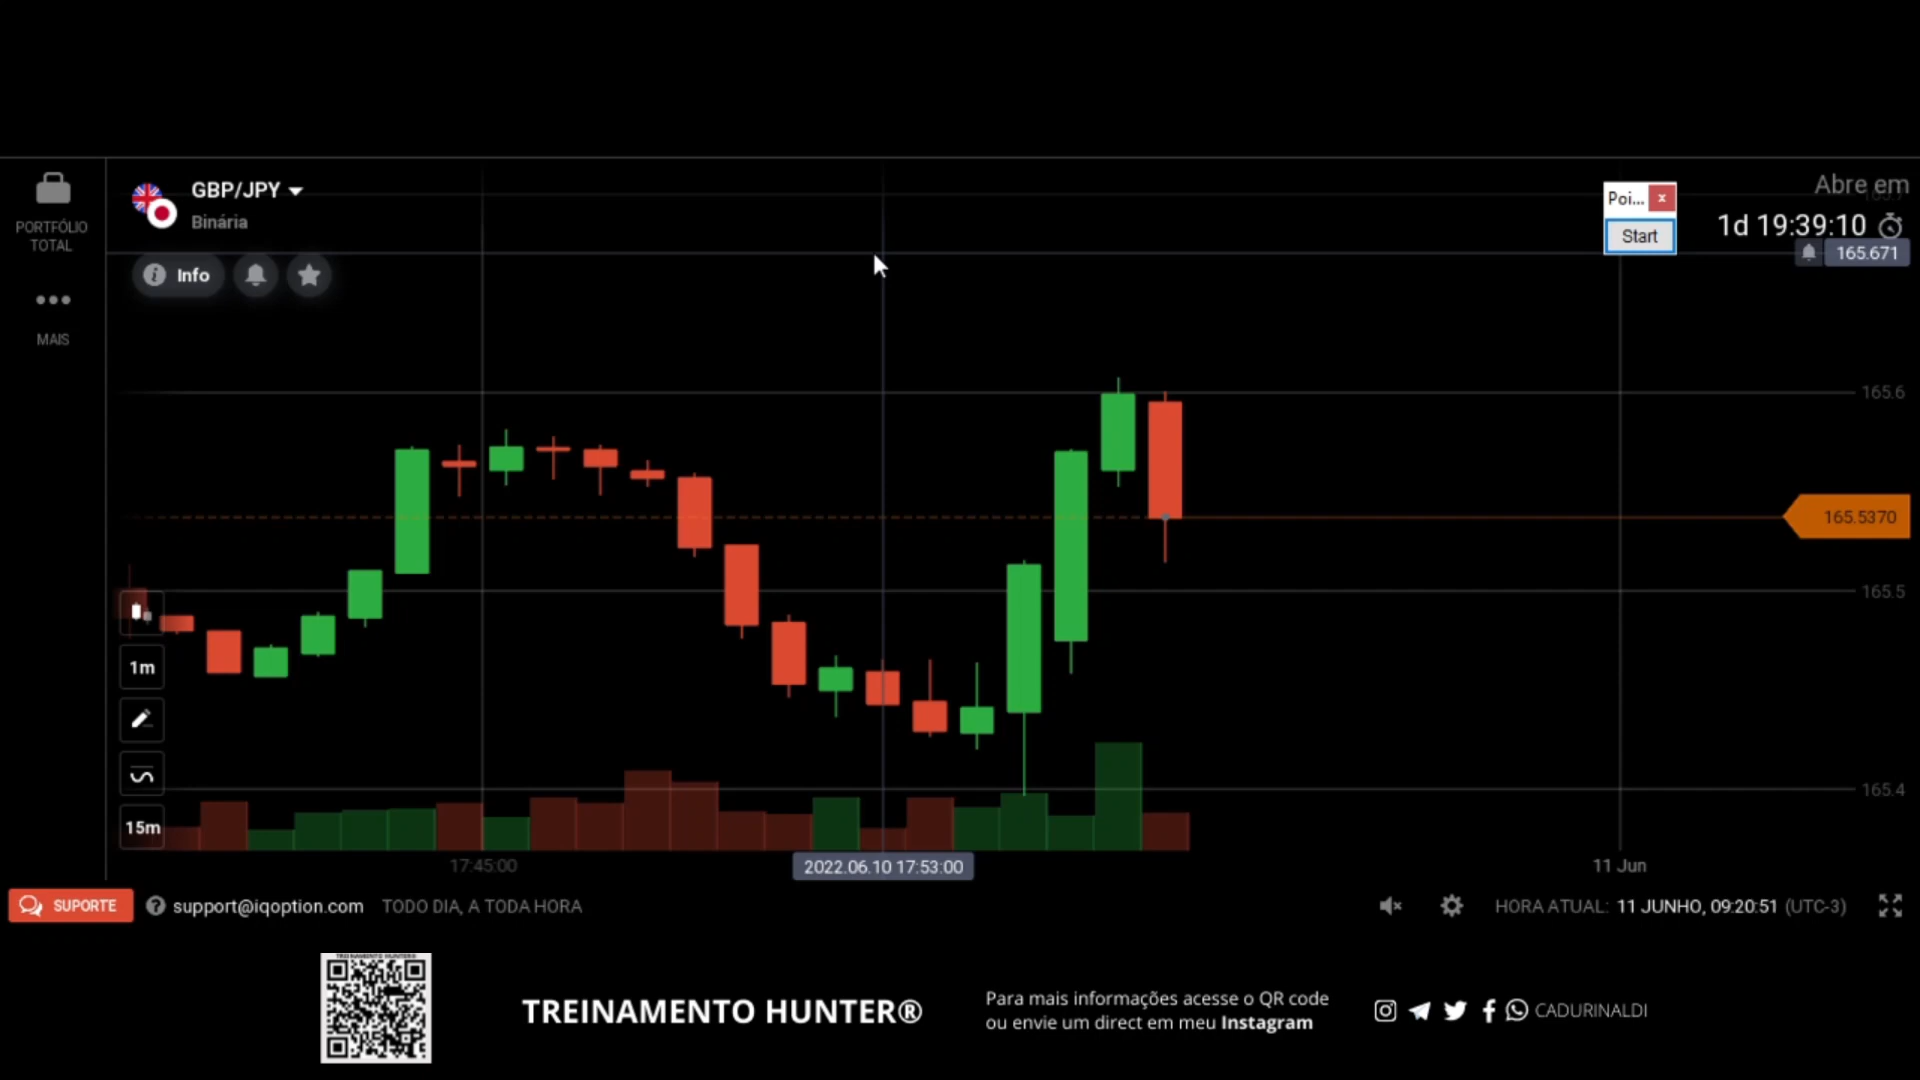 GBP/JPY
Binária
Info
PORTFÓLIO
TOTAL
MAIS
Poi... x
Start
Abre em
1d 19:39:10
165.671
165.6
165.5370
165.5
165.4
1m
15m
17:45:00
2022.06.10 17:53:00
11 Jun
SUPORTE
support@iqoption.com TODO DIA, A TODA HORA
HORA ATUAL: 11 JUNHO, 09:20:51 (UTC-3)
TREINAMENTO HUNTER®
TREINAMENTO HUNTER®
Para mais informações acesse o QR code
ou envie um direct em meu Instagram
CADURINALDI